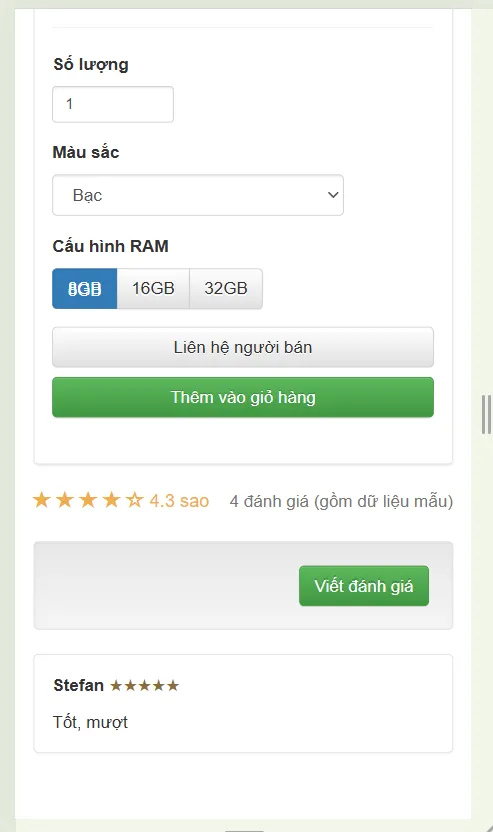 Số lượng
1
Màu sắc
Bạc
Cấu hình RAM
8GB 16GB 32GB
Liên hệ người bán
Thêm vào giỏ hàng
★★★★☆ 4.3 sao 4 đánh giá (gồm dữ liệu mẫu)
Viết đánh giá
Stefan ★★★★★
Tốt, mượt